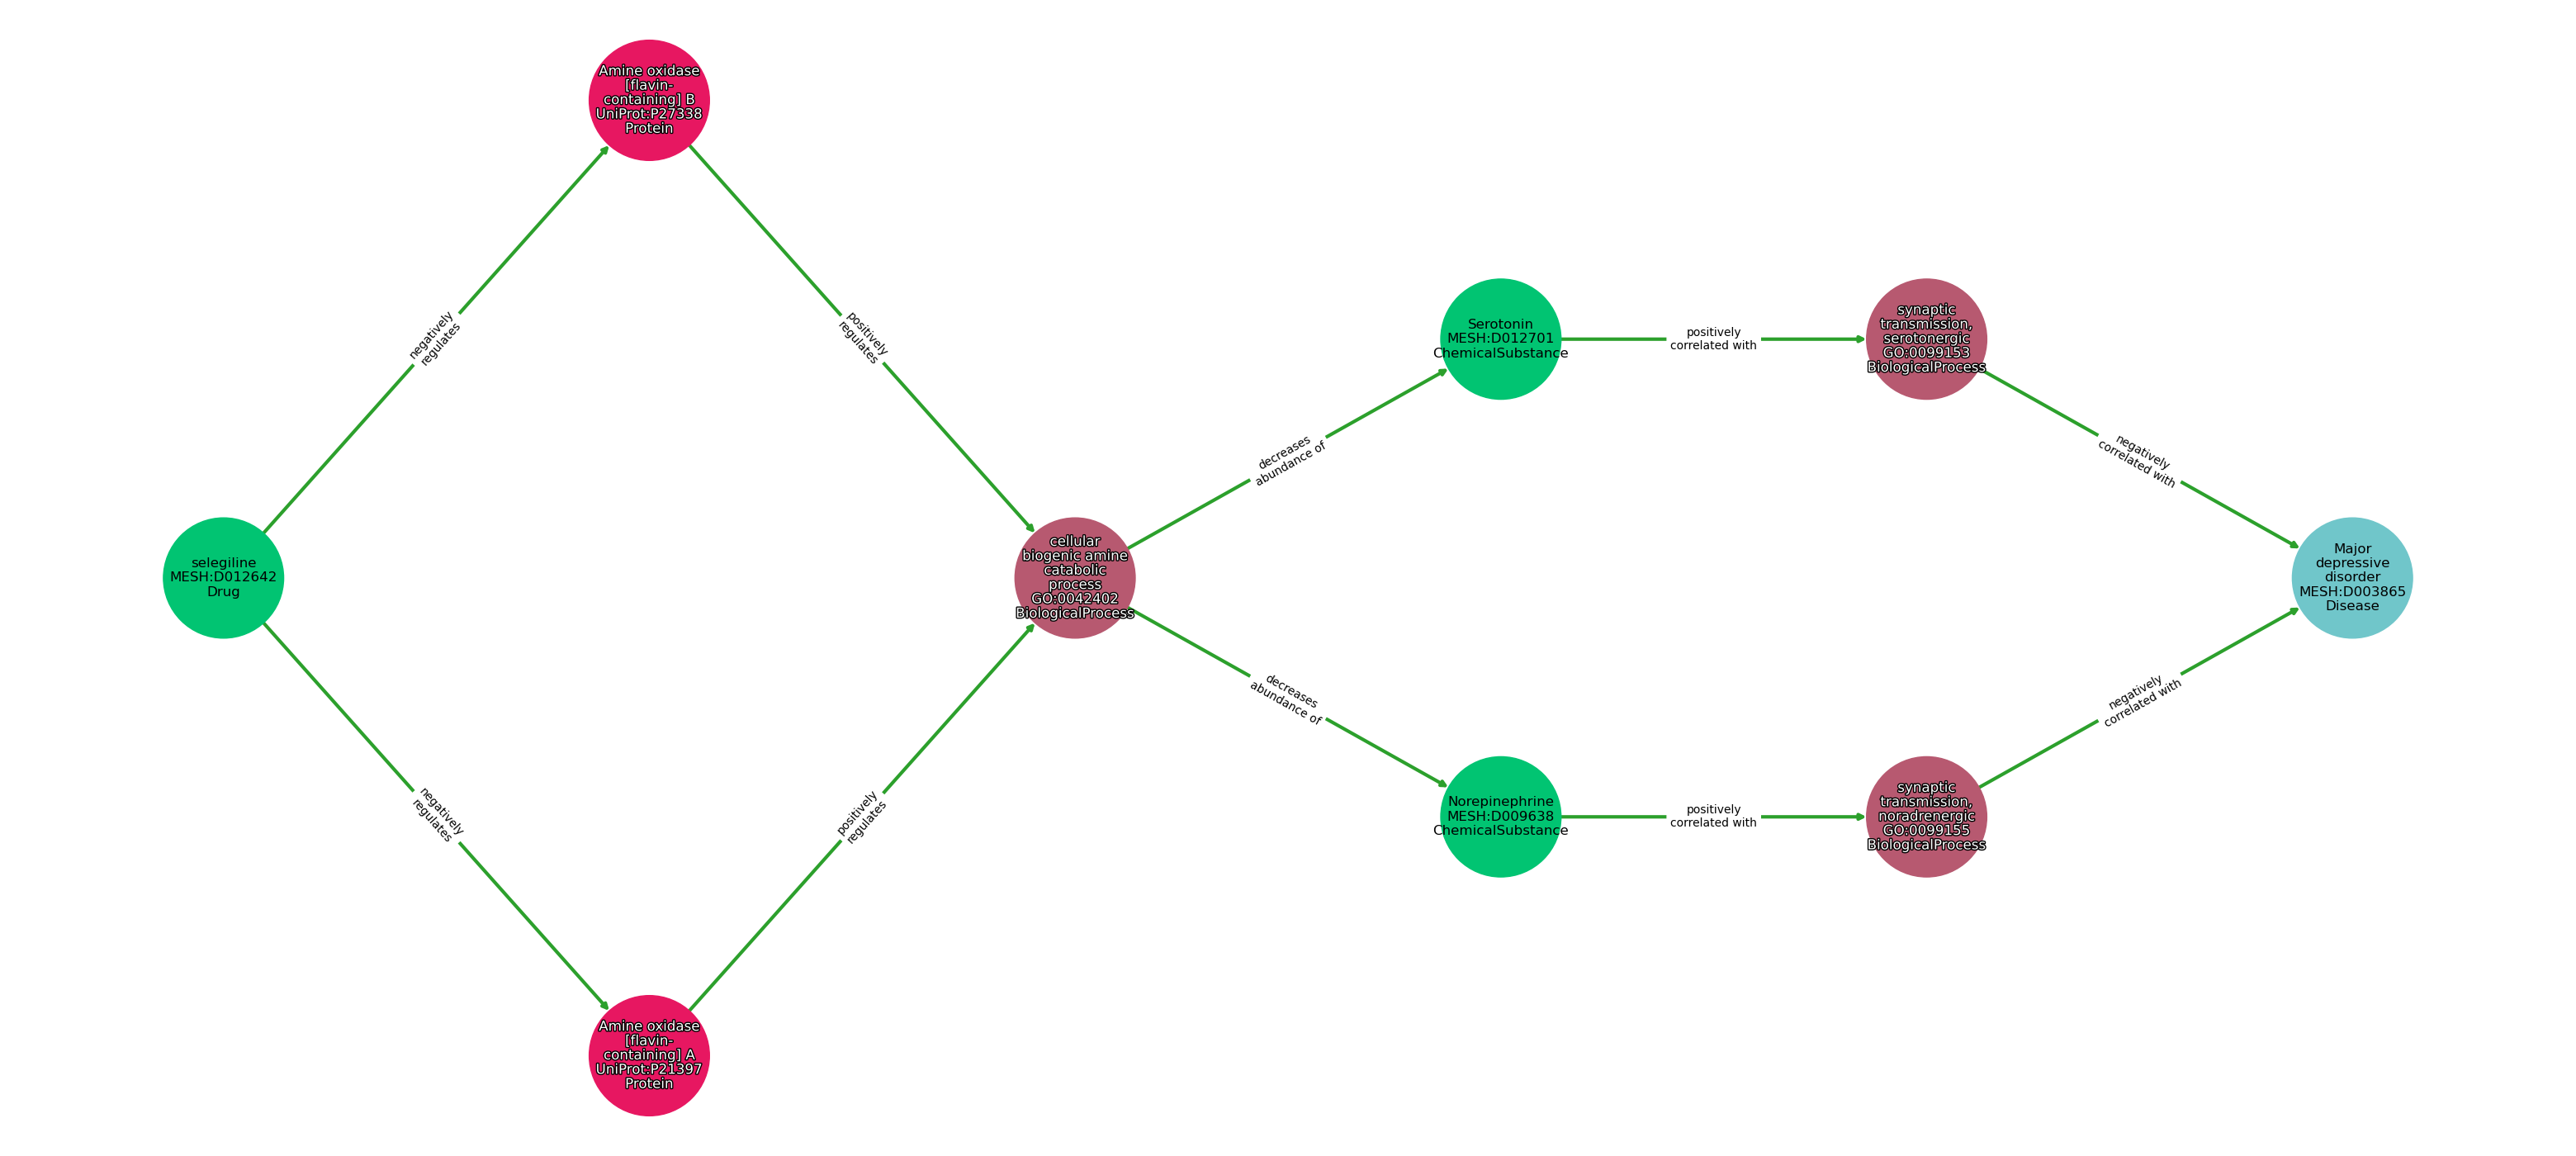 Amine oxidase
[flavin-
containing] B
UniProt:P27338
Protein
negatively
regulates
positively
regulates
Serotonin
MESH:D012701
ChemicalSubstance
positively
correlated with
synaptic
transmission,
serotonergic
GO:0099153
BiologicalProcess
decreases
abundance of
negatively
correlated with
selegiline
MESH:D012642
Drug
cellular
biogenic amine
catabolic
process
GO:0042402
BiologicalProcess
Major
depressive
disorder
MESH:D003865
Disease
decreases
abundance of
negatively
correlated with
negatively
regulates
positively
regulates
Norepinephrine
MESH:D009638
ChemicalSubstance
positively
correlated with
synaptic
transmission,
noradrenergic
GO:0099155
BiologicalProcess
Amine oxidase
[flavin-
containing] A
UniProt:P21397
Protein